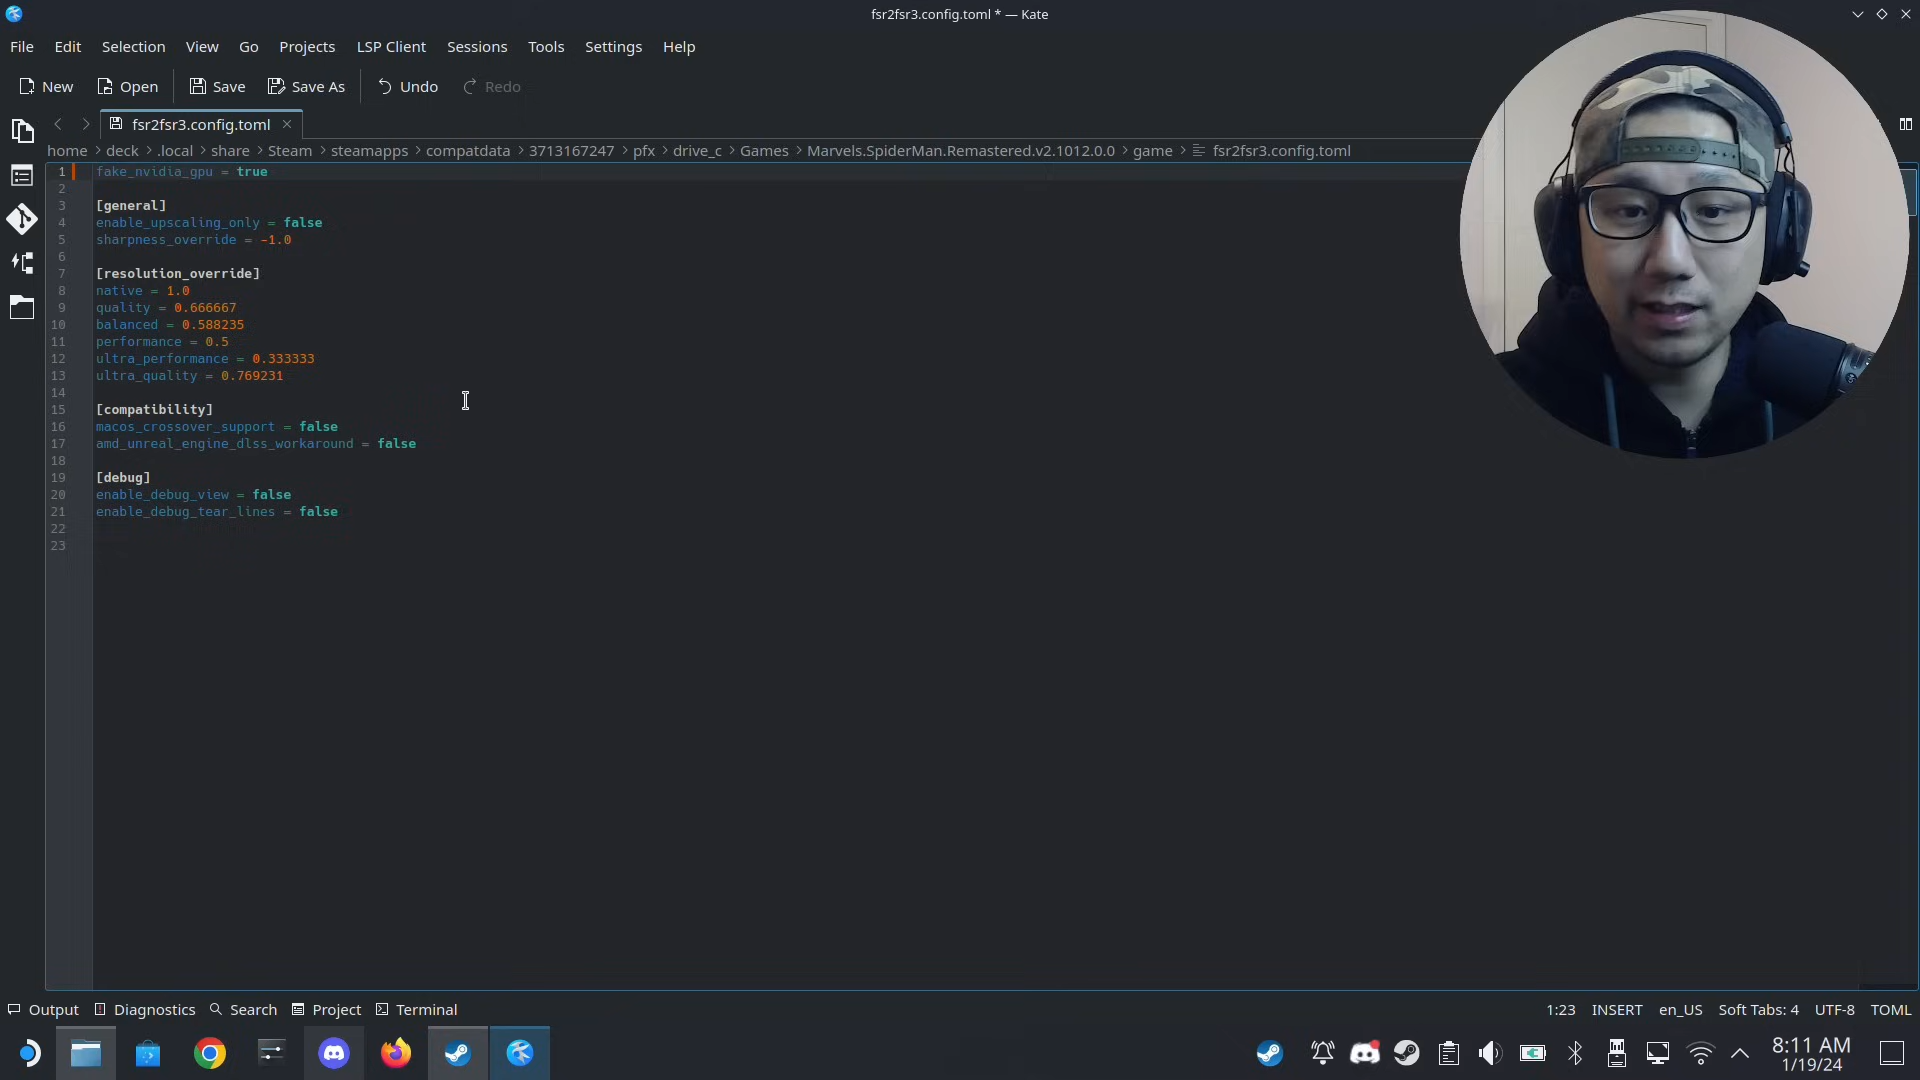 fsr2fsr3.config.toml * — Kate
File Edit Selection View Go Projects LSP Client Sessions Tools Settings Help
New Open Save Save As Undo Redo
fsr2fsr3.config.toml
home > deck > .local > share > Steam > steamapps > compatdata > 3713167247 > pfx > drive_c > Games > Marvels.SpiderMan.Remastered.v2.1012.0.0 > game > fsr2fsr3.config.toml
1 fake_nvidia_gpu = true
2
3 [general]
4 enable_upscaling_only = false
5 sharpness_override = -1.0
6
7 [resolution_override]
8 native = 1.0
9 quality = 0.666667
10 balanced = 0.588235
11 performance = 0.5
12 ultra_performance = 0.333333
13 ultra_quality = 0.769231
14
15 [compatibility]
16 macos_crossover_support = false
17 amd_unreal_engine_dlss_workaround = false
18
19 [debug]
20 enable_debug_view = false
21 enable_debug_tear_lines = false
22
23
Output Diagnostics Search Project Terminal 1:23 INSERT en_US Soft Tabs: 4 UTF-8 TOML
8:11 AM
1/19/24